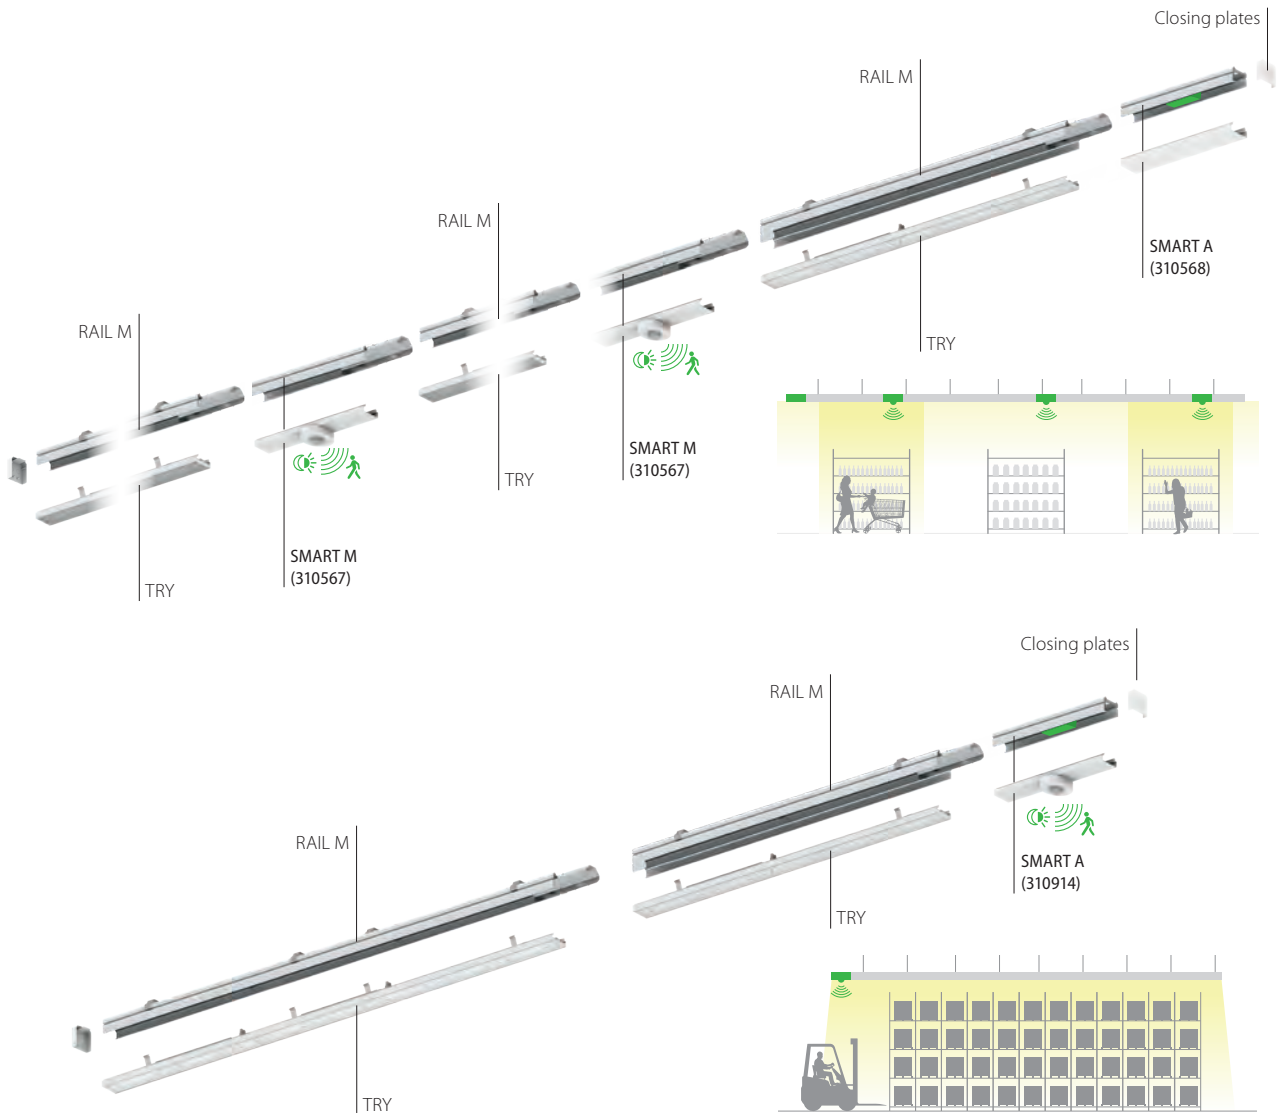 Closing plates
RAIL M
SMART A
(310568)
RAIL M
TRY
RAIL M
SMART M
(310567)
TRY
SMART M
(310567)
TRY
Closing plates
RAIL M
SMART A
(310914)
RAIL M
TRY
TRY